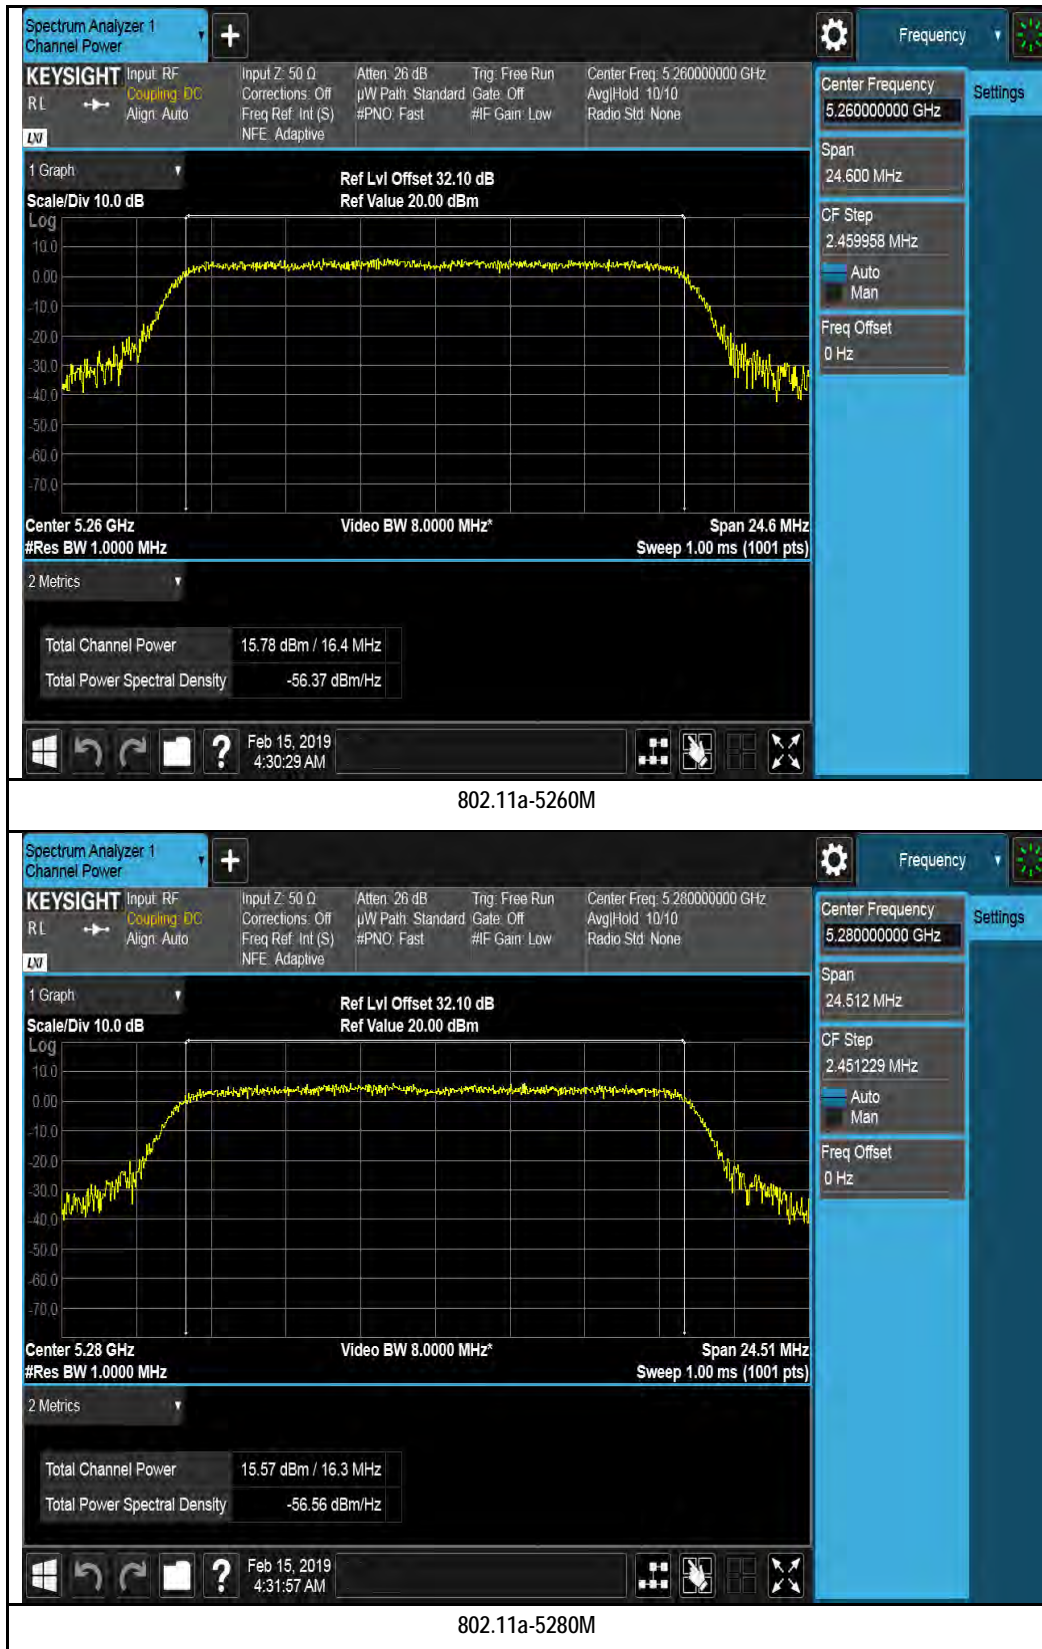 Spectrum Analyzer 1
Channel Power
Frequency
KEYSIGHT
RL
LXI
Input: RF
Coupling: DC
Align: Auto
Input Z: 50 Ω
Corrections: Off
Freq Ref: Int (S)
NFE: Adaptive
Atten: 26 dB
µW Path: Standard
#PNO: Fast
Trig: Free Run
Gate: Off
#IF Gain: Low
Center Freq: 5.260000000 GHz
Avg|Hold: 10/10
Radio Std: None
Center Frequency
5.260000000 GHz
Settings
Span
24.600 MHz
CF Step
2.459958 MHz
Auto
Man
Freq Offset
0 Hz
1 Graph
Scale/Div 10.0 dB
Ref Lvl Offset 32.10 dB
Ref Value 20.00 dBm
Log
10.0
0.00
-10.0
-20.0
-30.0
-40.0
-50.0
-60.0
-70.0
Center 5.26 GHz
Video BW 8.0000 MHz*
Span 24.6 MHz
#Res BW 1.0000 MHz
Sweep 1.00 ms (1001 pts)
2 Metrics
Total Channel Power 15.78 dBm / 16.4 MHz
Total Power Spectral Density -56.37 dBm/Hz
?
Feb 15, 2019
4:30:29 AM
802.11a-5260M
Spectrum Analyzer 1
Channel Power
Frequency
KEYSIGHT
RL
LXI
Input: RF
Coupling: DC
Align: Auto
Input Z: 50 Ω
Corrections: Off
Freq Ref: Int (S)
NFE: Adaptive
Atten: 26 dB
µW Path: Standard
#PNO: Fast
Trig: Free Run
Gate: Off
#IF Gain: Low
Center Freq: 5.280000000 GHz
Avg|Hold: 10/10
Radio Std: None
Center Frequency
5.280000000 GHz
Settings
Span
24.512 MHz
CF Step
2.451229 MHz
Auto
Man
Freq Offset
0 Hz
1 Graph
Scale/Div 10.0 dB
Ref Lvl Offset 32.10 dB
Ref Value 20.00 dBm
Log
10.0
0.00
-10.0
-20.0
-30.0
-40.0
-50.0
-60.0
-70.0
Center 5.28 GHz
Video BW 8.0000 MHz*
Span 24.51 MHz
#Res BW 1.0000 MHz
Sweep 1.00 ms (1001 pts)
2 Metrics
Total Channel Power 15.57 dBm / 16.3 MHz
Total Power Spectral Density -56.56 dBm/Hz
?
Feb 15, 2019
4:31:57 AM
802.11a-5280M